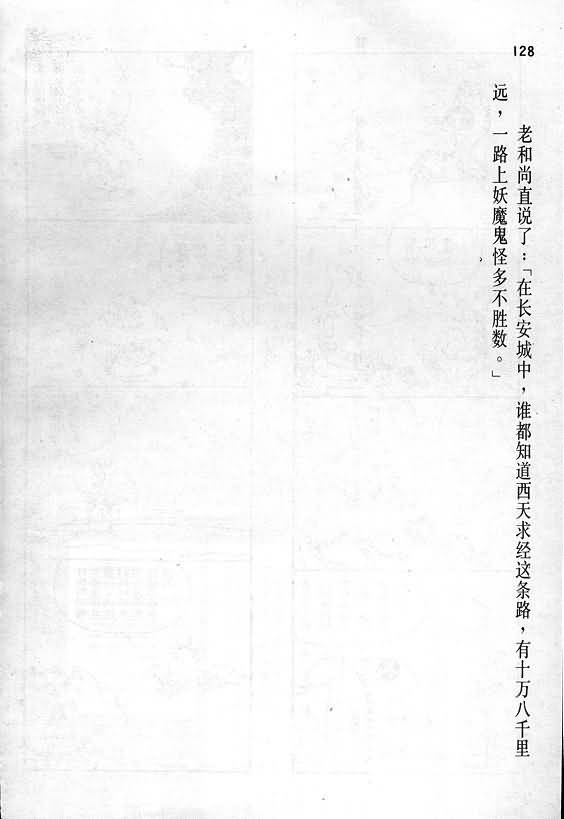 128
老和尚直说了：「在长安城中，谁都知道西天求经这条路，有十万八千里
远，一路上妖魔鬼怪多不胜数。」